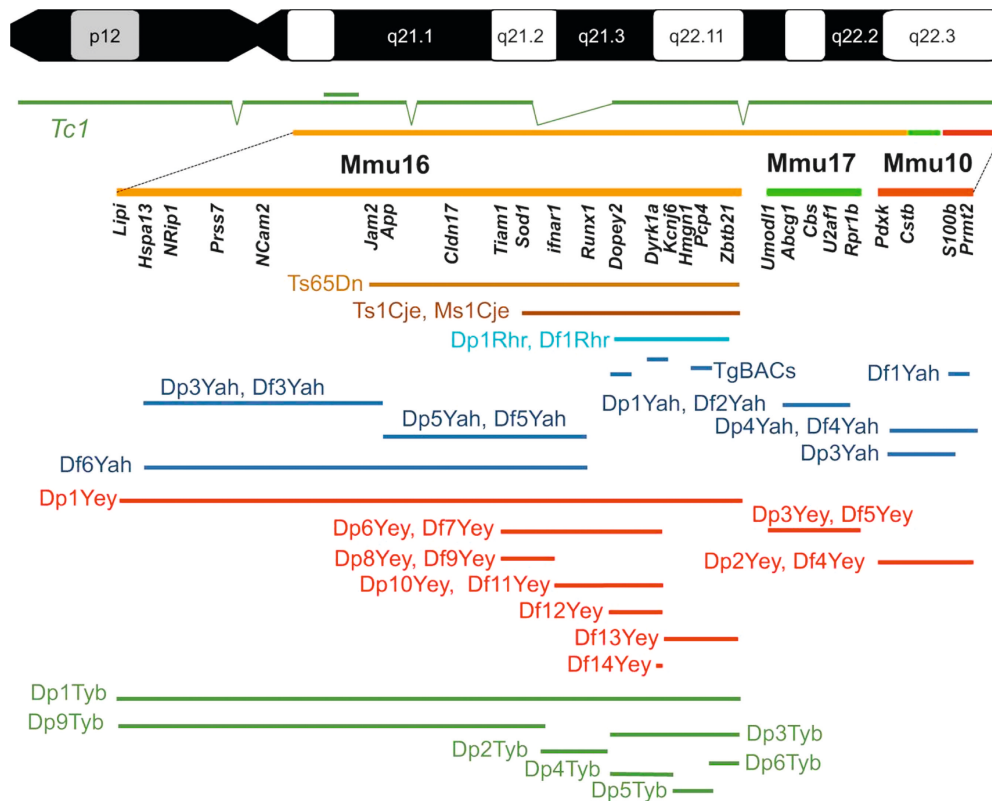 p12 q21.1 q21.2 q21.3 q22.11 q22.2 q22.3
Tc1
Mmu16 Mmu17 Mmu10
Lipi Hspa13 NRip1 Prss7 NCam2 Jam2 App Cldn17 Tiam1 Sod1 ifnar1 Runx1 Dopey2 Dyrk1a Kcnj6 Hmgn1 Pcp4 Zbtb21 Umodl1 Abcg1 Cbs U2af1 Rpr1b Pdxk Cstb S100b Prmt2
Ts65Dn
Ts1Cje, Ms1Cje
Dp1Rhr, Df1Rhr
TgBACs Df1Yah
Dp3Yah, Df3Yah Dp1Yah, Df2Yah
Dp5Yah, Df5Yah Dp4Yah, Df4Yah
Df6Yah Dp3Yah
Dp1Yey
Dp3Yey, Df5Yey
Dp6Yey, Df7Yey
Dp8Yey, Df9Yey Dp2Yey, Df4Yey
Dp10Yey, Df11Yey
Df12Yey
Df13Yey
Df14Yey
Dp1Tyb
Dp9Tyb
Dp3Tyb
Dp2Tyb
Dp6Tyb
Dp4Tyb
Dp5Tyb